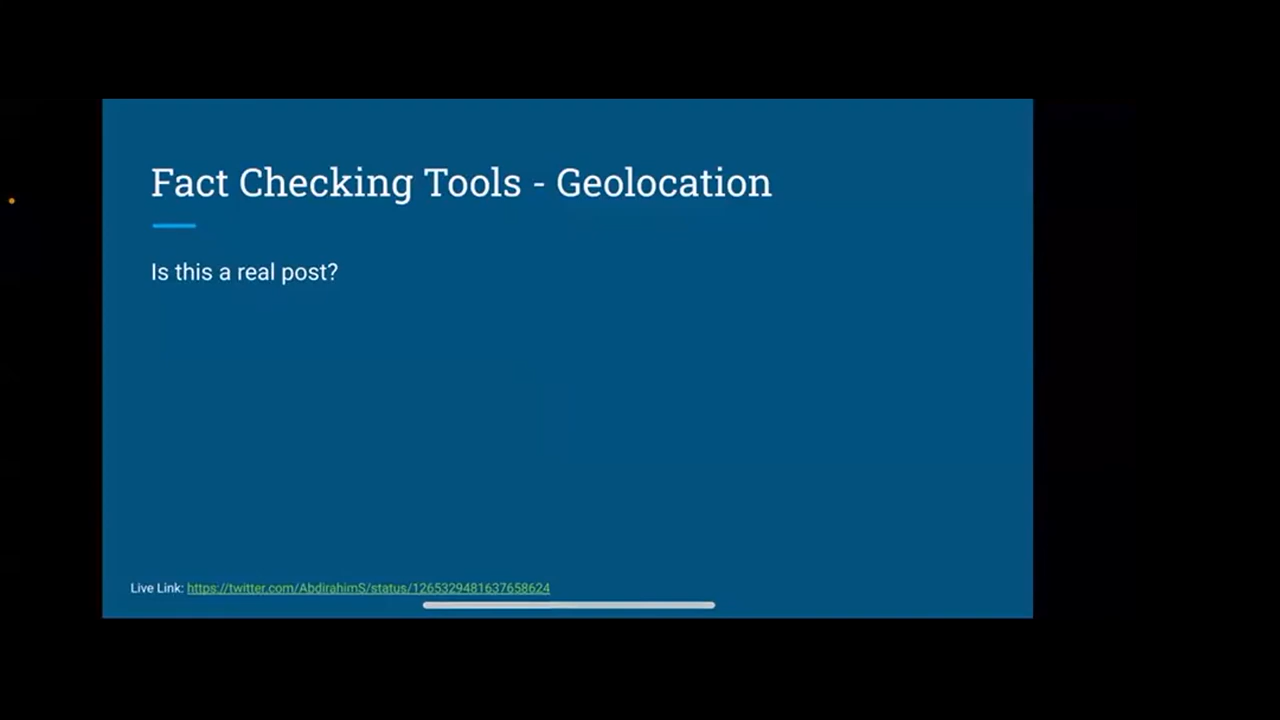 Fact Checking Tools - Geolocation
Is this a real post?
Live Link: https://twitter.com/AbdirahimS/status/1265329481637658624